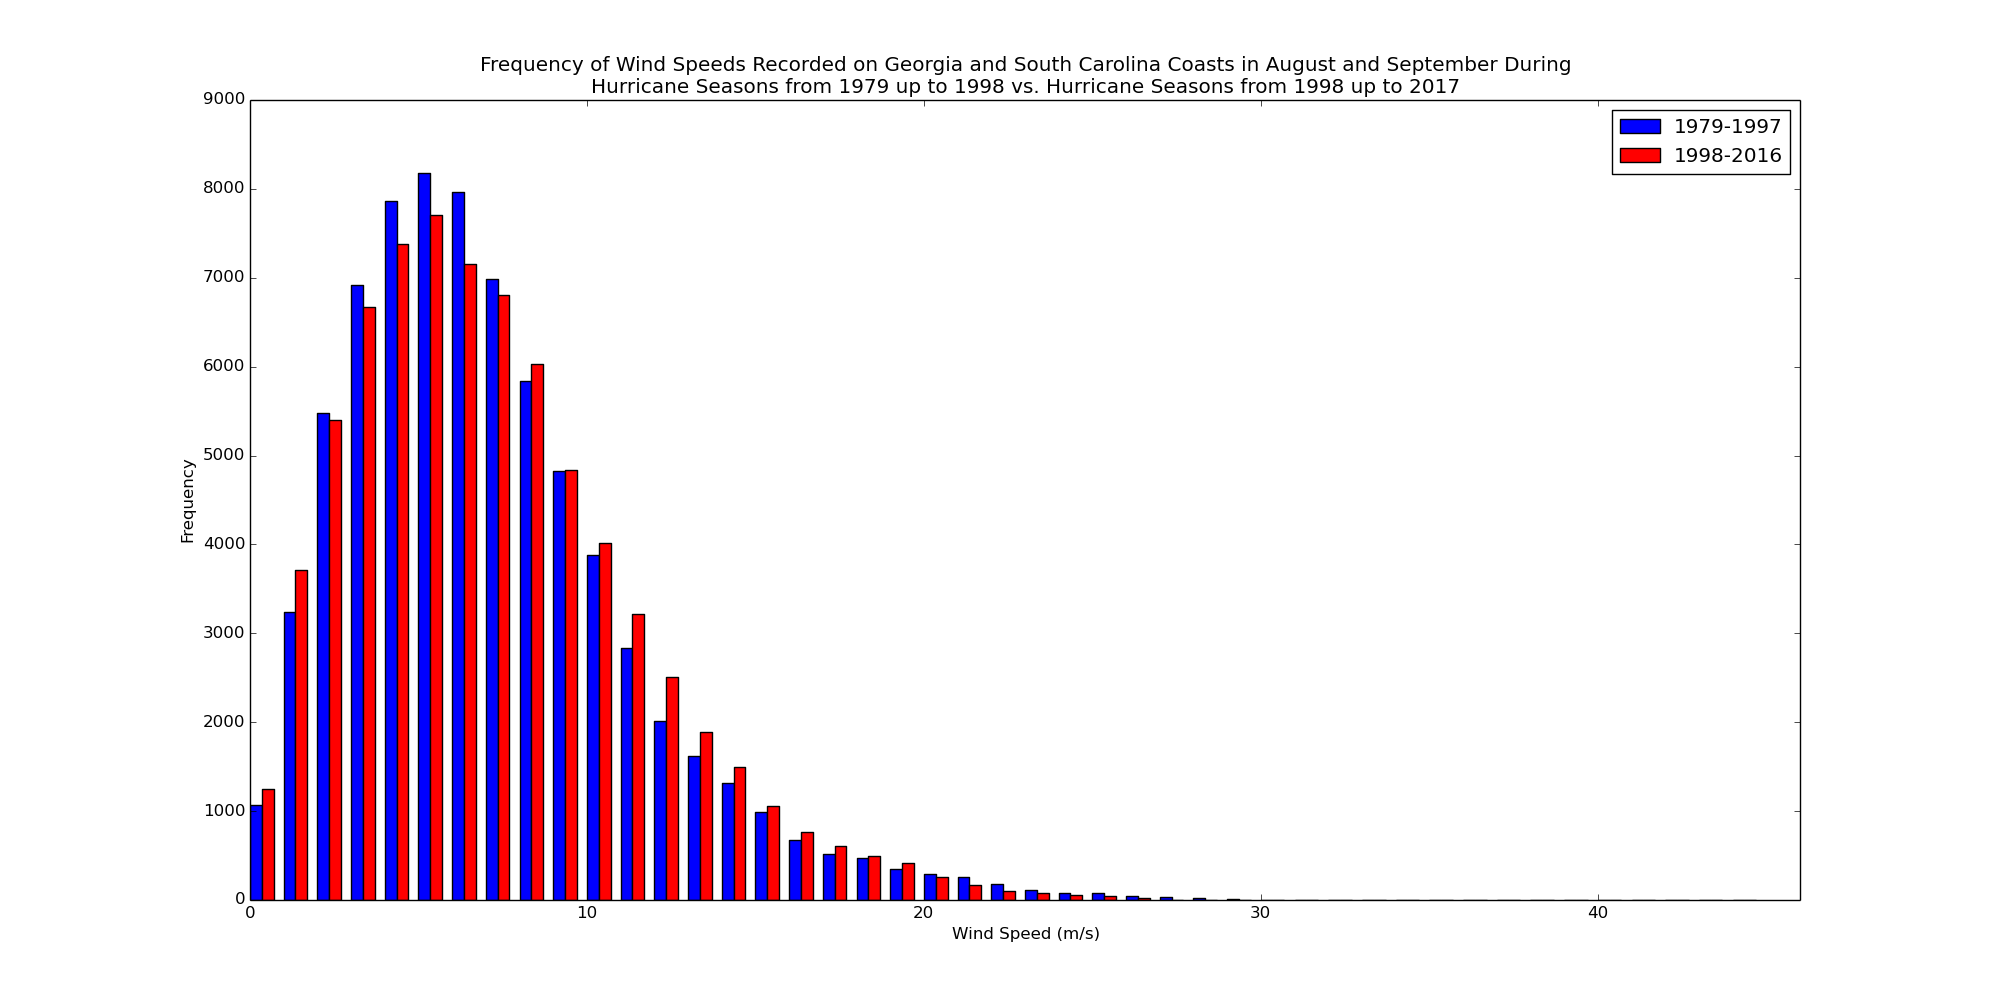 Frequency of Wind Speeds Recorded on Georgia and South Carolina Coasts in August and September During
Hurricane Seasons from 1979 up to 1998 vs. Hurricane Seasons from 1998 up to 2017
1979-1997
1998-2016
9000
8000
7000
6000
5000
4000
3000
2000
1000
0
Frequency
0 10 20 30 40
Wind Speed (m/s)